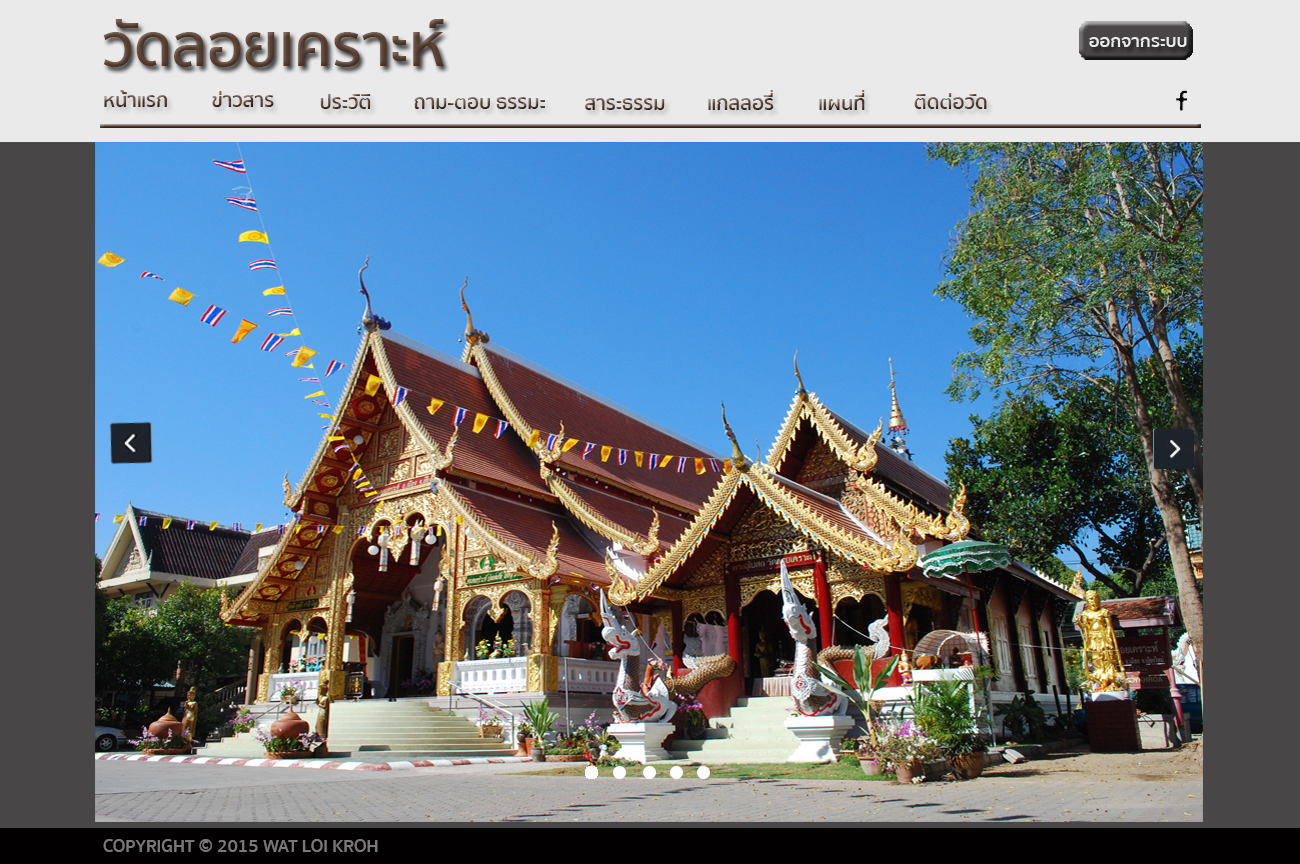 วัดลอยเคราะห์
ออกจากระบบ
หน้าแรก ข่าวสาร ประวัติ ถาม-ตอบ ธรรมะ สาระธรรม แกลลอรี่ แผนที่ ติดต่อวัด
COPYRIGHT © 2015 WAT LOI KROH